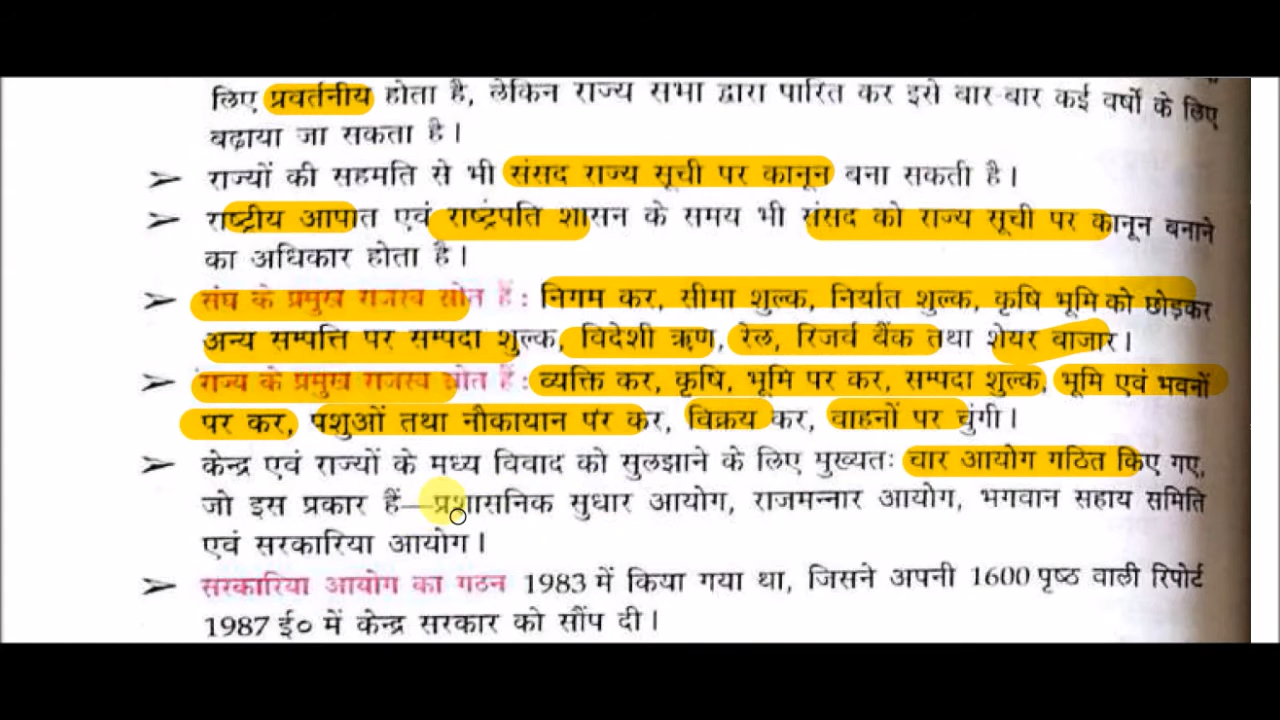 लिए प्रवर्तनीय होता है, लेकिन राज्य सभा द्वारा पारित कर इसे बार-बार कई वर्षों के लिए
बढ़ाया जा सकता है।
➢ राज्यों की सहमति से भी संसद राज्य सूची पर कानून बना सकती है।
➢ राष्ट्रीय आपात एवं राष्ट्रपति शासन के समय भी संसद को राज्य सूची पर कानून बनाने
का अधिकार होता है।
➢ संघ के प्रमुख राजस्व स्रोत हैं : निगम कर, सीमा शुल्क, निर्यात शुल्क, कृषि भूमि को छोड़कर
अन्य सम्पत्ति पर सम्पदा शुल्क, विदेशी ऋण, रेल, रिजर्व बैंक तथा शेयर बाजार।
➢ राज्य के प्रमुख राजस्व स्रोत हैं : व्यक्ति कर, कृषि, भूमि पर कर, सम्पदा शुल्क, भूमि एवं भवनों
पर कर, पशुओं तथा नौकायान पर कर, विक्रय कर, वाहनों पर चुंगी।
➢ केन्द्र एवं राज्यों के मध्य विवाद को सुलझाने के लिए मुख्यतः चार आयोग गठित किए गए,
जो इस प्रकार हैं—प्रशासनिक सुधार आयोग, राजमन्नार आयोग, भगवान सहाय समिति
एवं सरकारिया आयोग।
➢ सरकारिया आयोग का गठन 1983 में किया गया था, जिसने अपनी 1600 पृष्ठ वाली रिपोर्ट
1987 ई० में केन्द्र सरकार को सौंप दी।